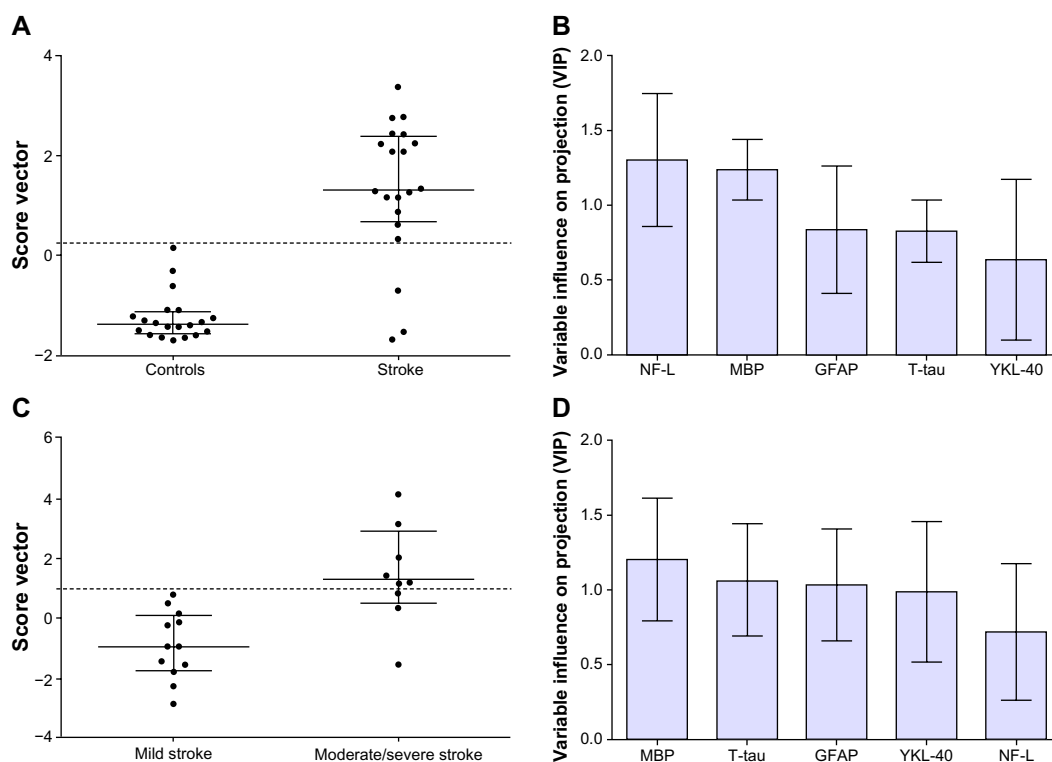 A
Score vector
4
2
0
−2
Controls
Stroke
B
Variable influence on projection (VIP)
2.0
1.5
1.0
0.5
0.0
NF-L
MBP
GFAP
T-tau
YKL-40
C
Score vector
6
4
2
0
−2
−4
Mild stroke
Moderate/severe stroke
D
Variable influence on projection (VIP)
2.0
1.5
1.0
0.5
0.0
MBP
T-tau
GFAP
YKL-40
NF-L